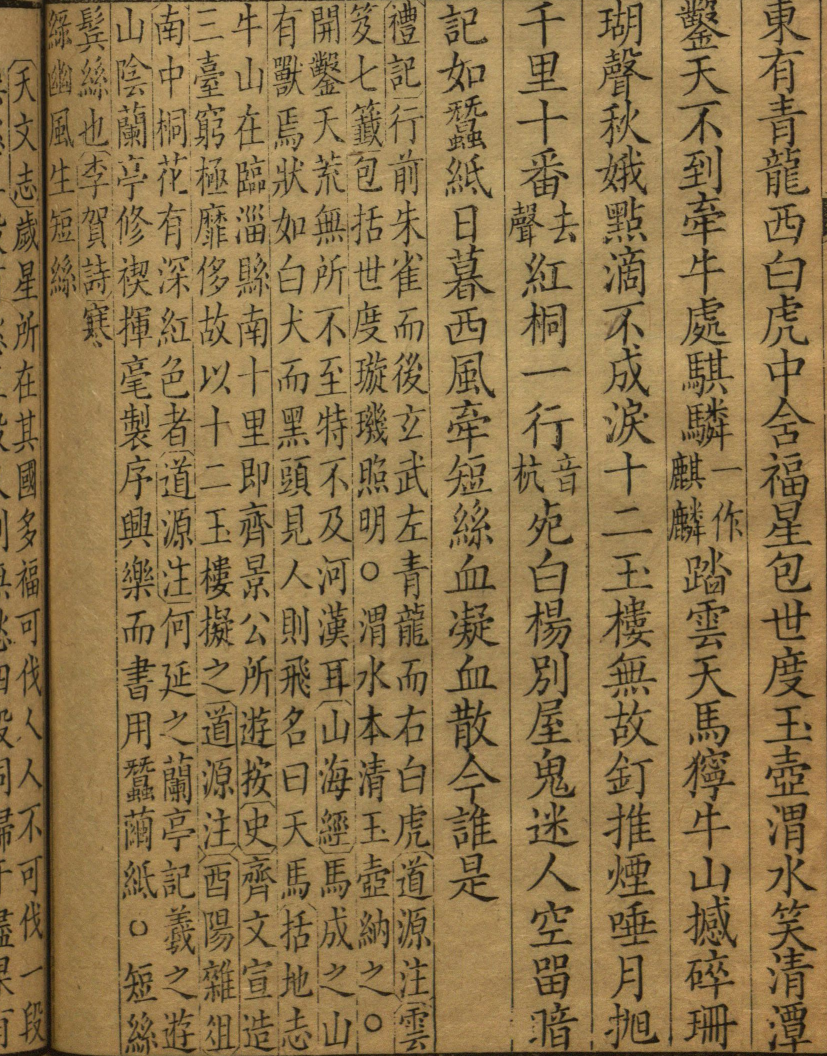 東有青龍西白虎中含福星包世度玉壺渭水笑清潭
鑿天不到牽牛處騏驎一作麒麟踏雲天馬獰牛山撼碎珊
瑚聲秋娥點滴不成淚十二玉樓無故釘推煙唾月抛
千里十番去聲紅桐一行音杭死白楊別屋鬼迷人空留暗
記如蠶紙日暮西風牽短絲血凝血散今誰是
禮記行前朱雀而後玄武左青龍而右白虎道源注雲
笈七籤包括世度璇璣照明○渭水本清玉壺納之○
開鑿天荒無所不至特不及河漢耳山海經馬成之山
有獸焉狀如白犬而黑頭見人則飛名曰天馬括地志
牛山在臨淄縣南十里即齊景公所遊按史齊文宣造
三臺窮極靡侈故以十二玉樓擬之道源注酉陽雜俎
南中桐花有深紅色者道源注何延之蘭亭記羲之遊
山陰蘭亭修禊揮毫製序興樂而書用蠶繭紙○短絲
鬓絲也李賀詩寒
綠幽風生短絲
天文志歲星所在其國多福可伐人人不可伐一段